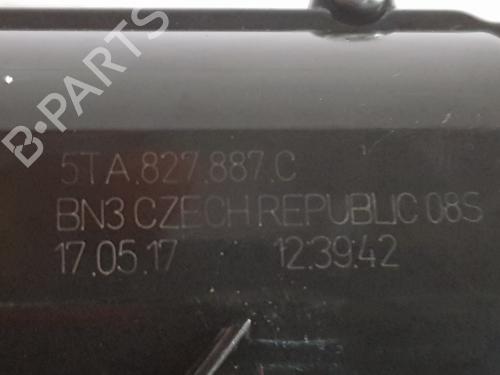 B-PARTS
5TA.827.887.C
BN3 CZECH REPUBLIC 08S
17.05.17 12:39:42